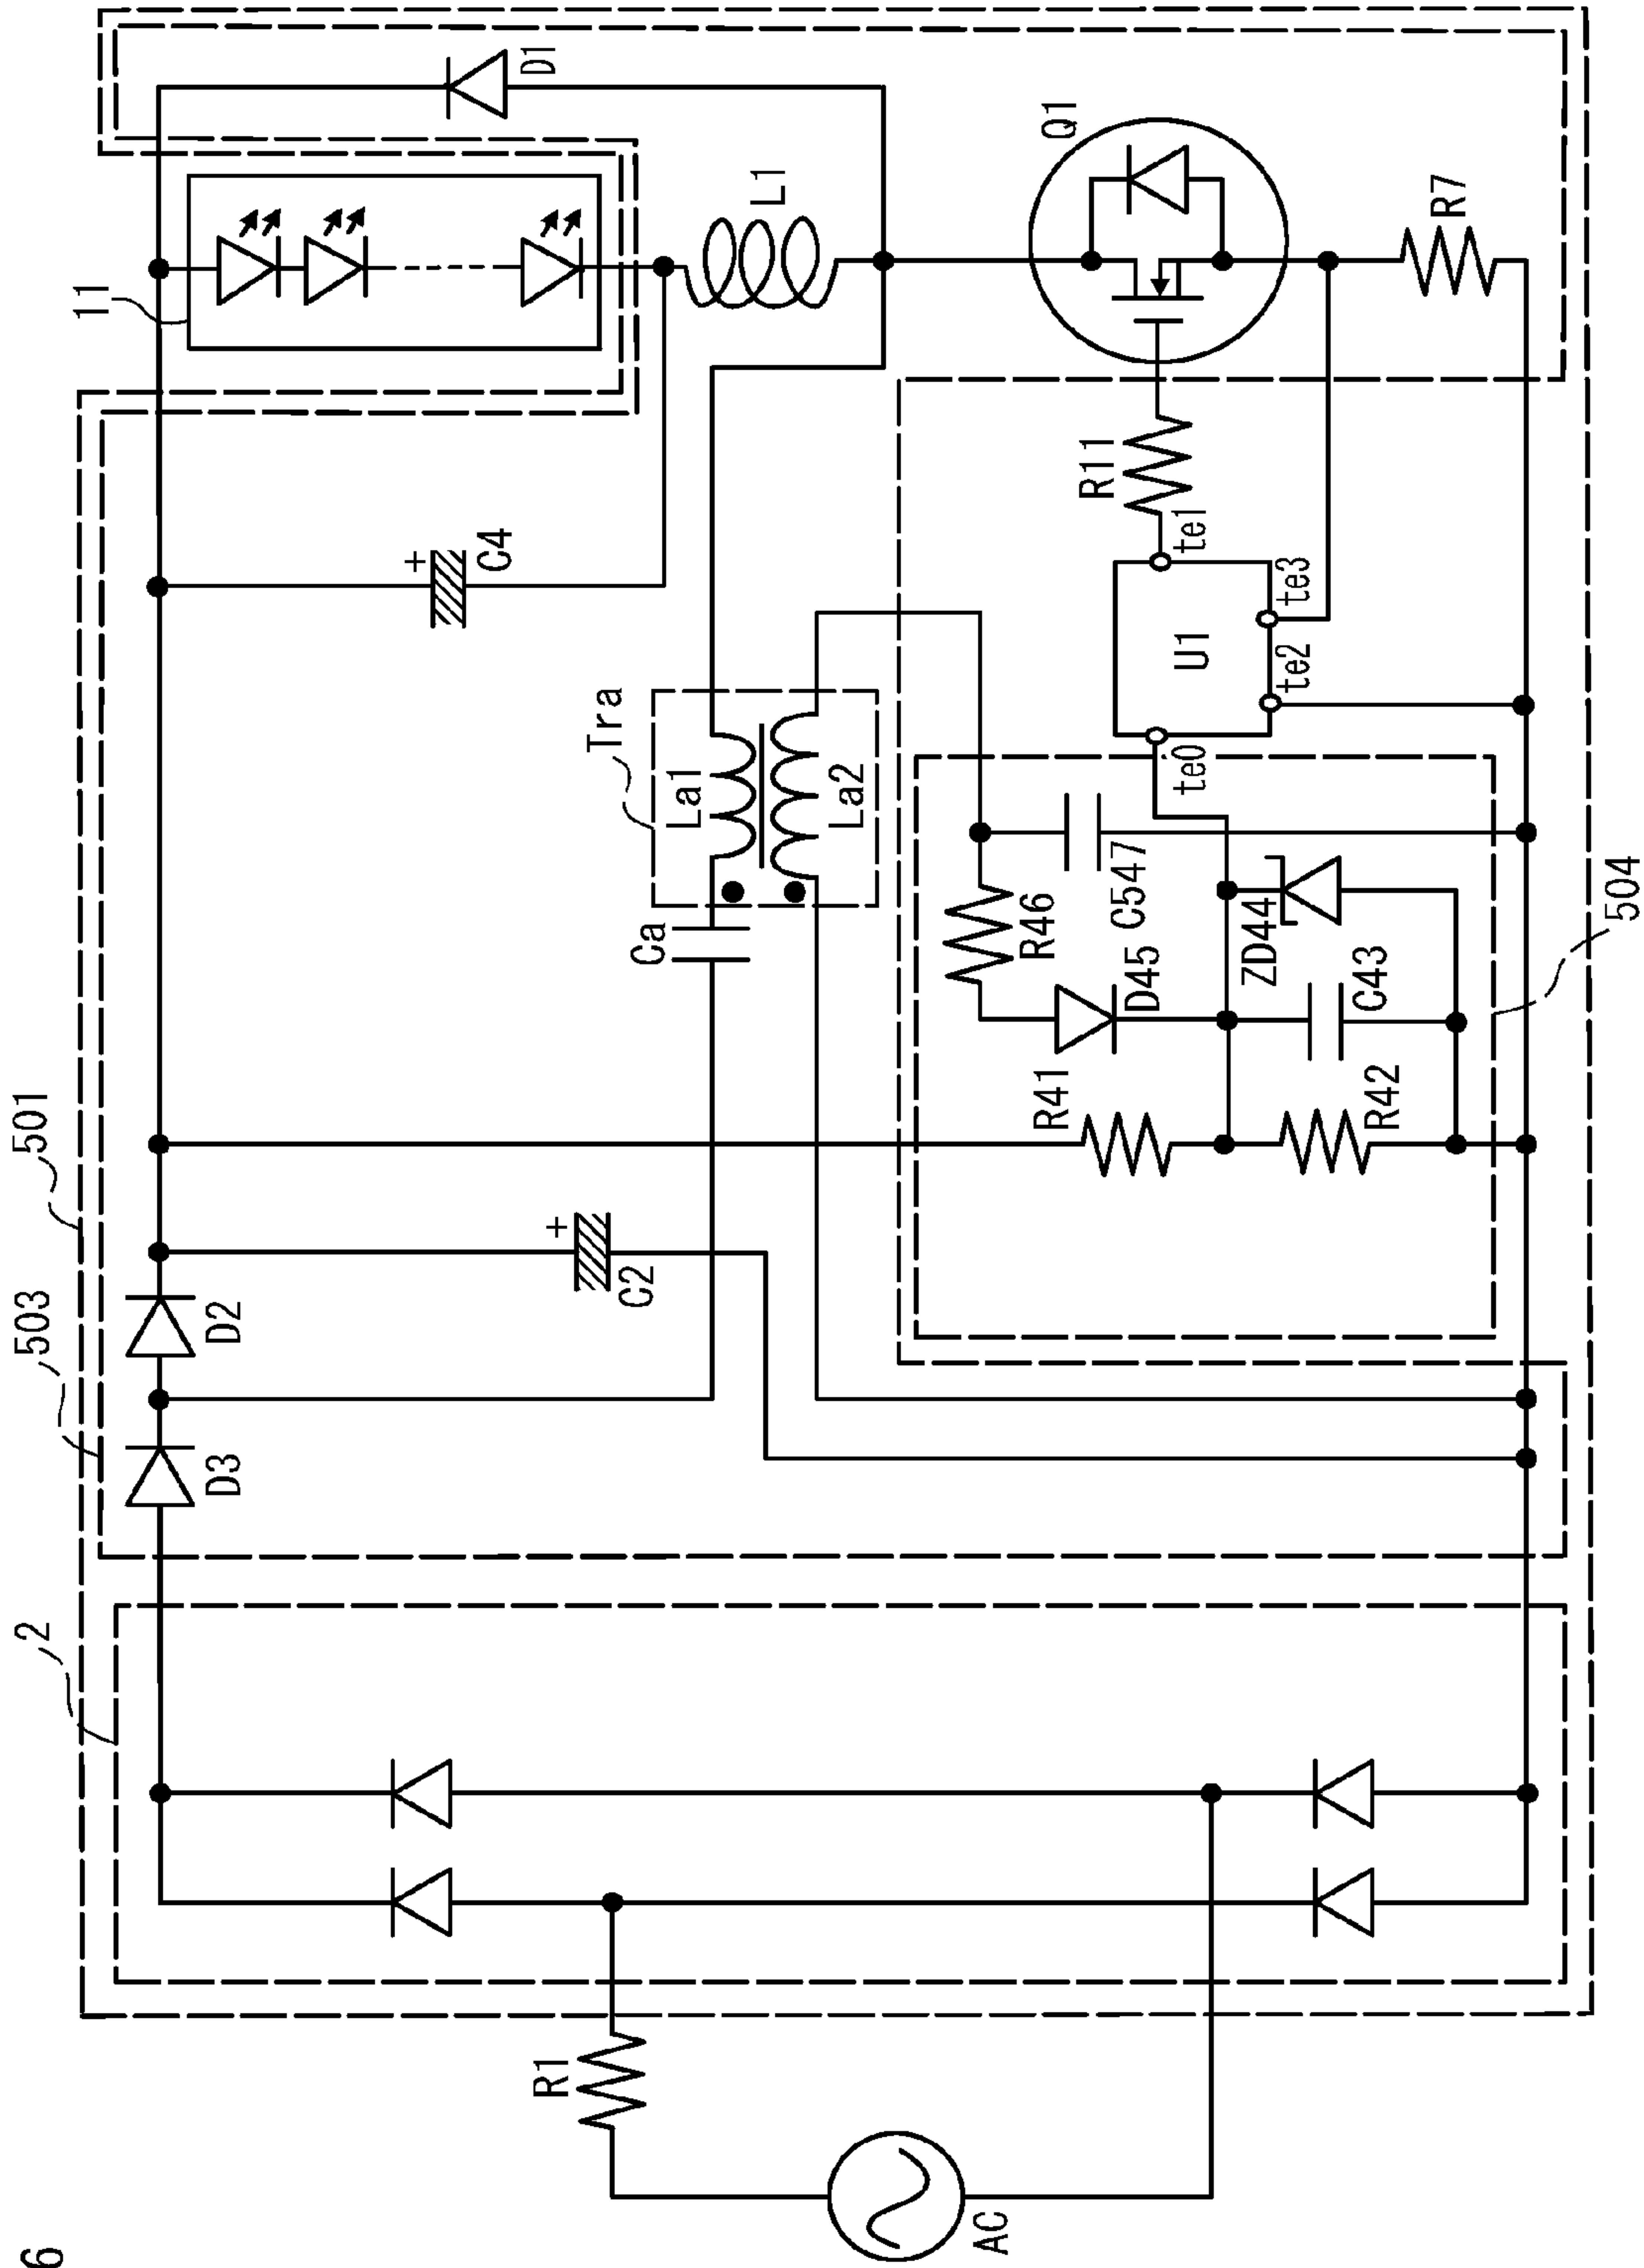 6
AC
R1
2
503
501
D3
D2
C2
+
R41
R42
D45
R46
C43
ZD44
C547
504
Ca
Tra
La1
La2
te0
U1
te2
te3
te1
R11
C4
+
11
L1
D1
Q1
R7